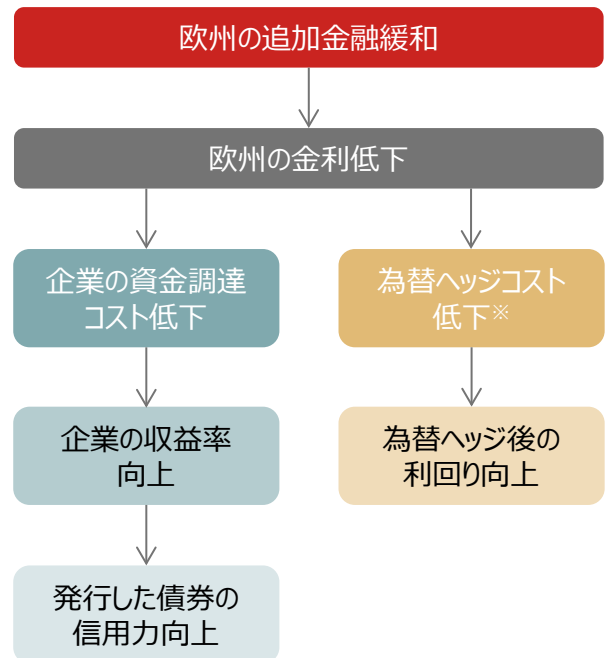 欧州の追加金融緩和
欧州の金利低下
企業の資金調達
コスト低下
為替ヘッジコスト
低下※
企業の収益率
向上
為替ヘッジ後の
利回り向上
発行した債券の
信用力向上